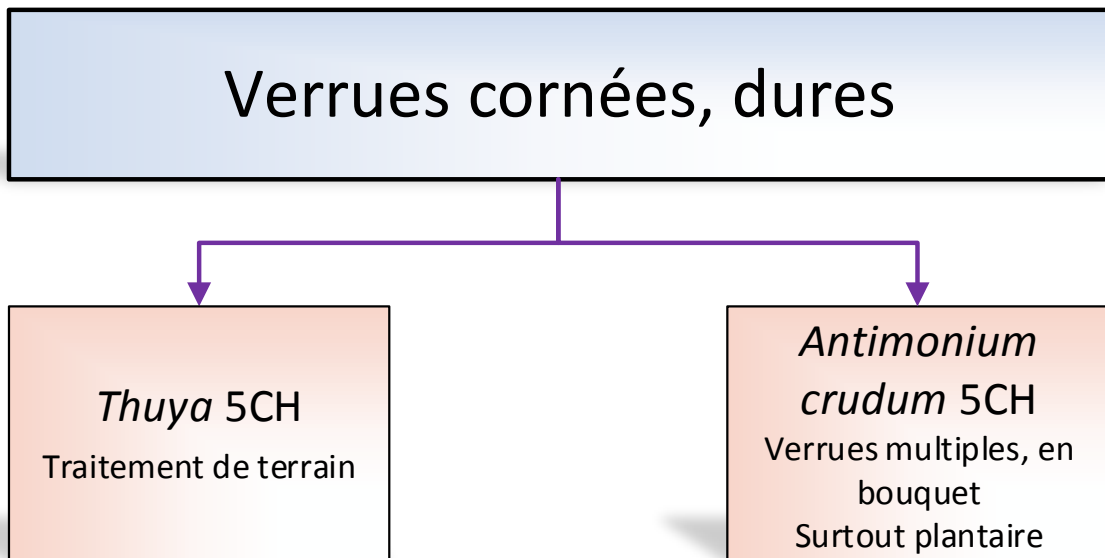 Verrues cornées, dures
Thuya 5CH
Traitement de terrain
Antimonium
crudum 5CH
Verrues multiples, en
bouquet
Surtout plantaire